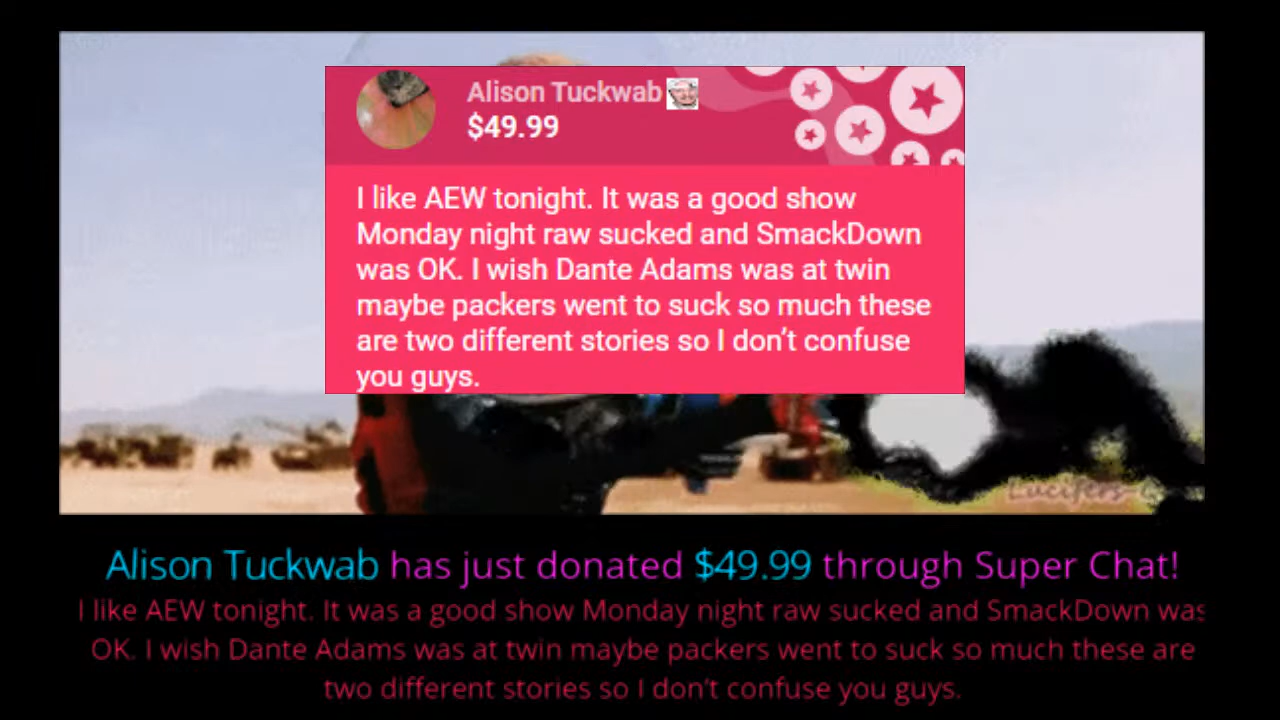 Alison Tuckwab
$49.99
I like AEW tonight. It was a good show
Monday night raw sucked and SmackDown
was OK. I wish Dante Adams was at twin
maybe packers went to suck so much these
are two different stories so I don't confuse
you guys.
Lucifers
Alison Tuckwab has just donated $49.99 through Super Chat!
I like AEW tonight. It was a good show Monday night raw sucked and SmackDown was
OK. I wish Dante Adams was at twin maybe packers went to suck so much these are
two different stories so I don't confuse you guys.